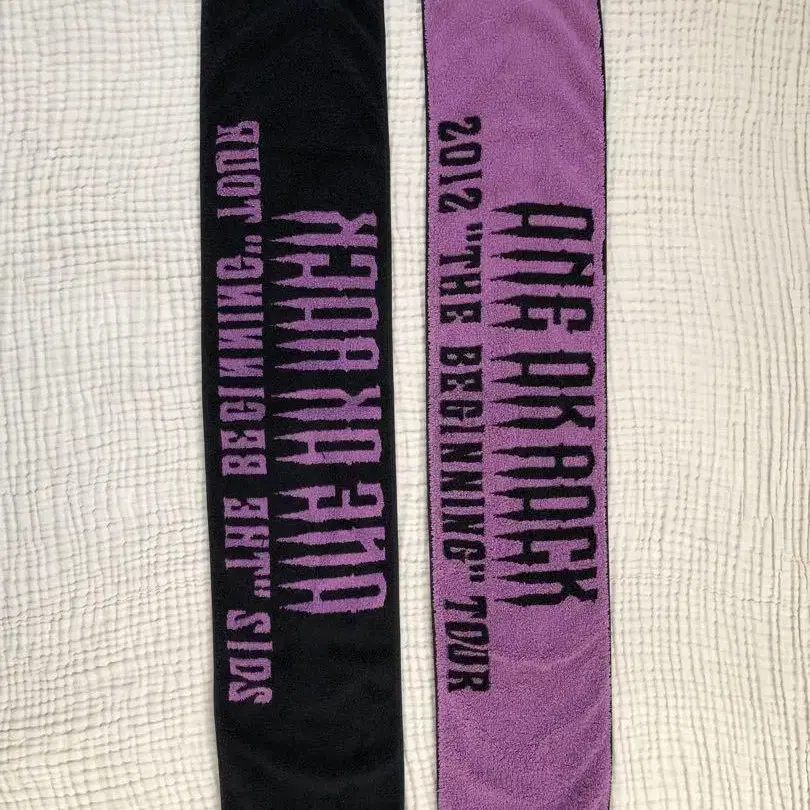 ONE OK ROCK
2012 "THE BEGINNING" TOUR
ONE OK ROCK
2012 "THE BEGINNING" TOUR